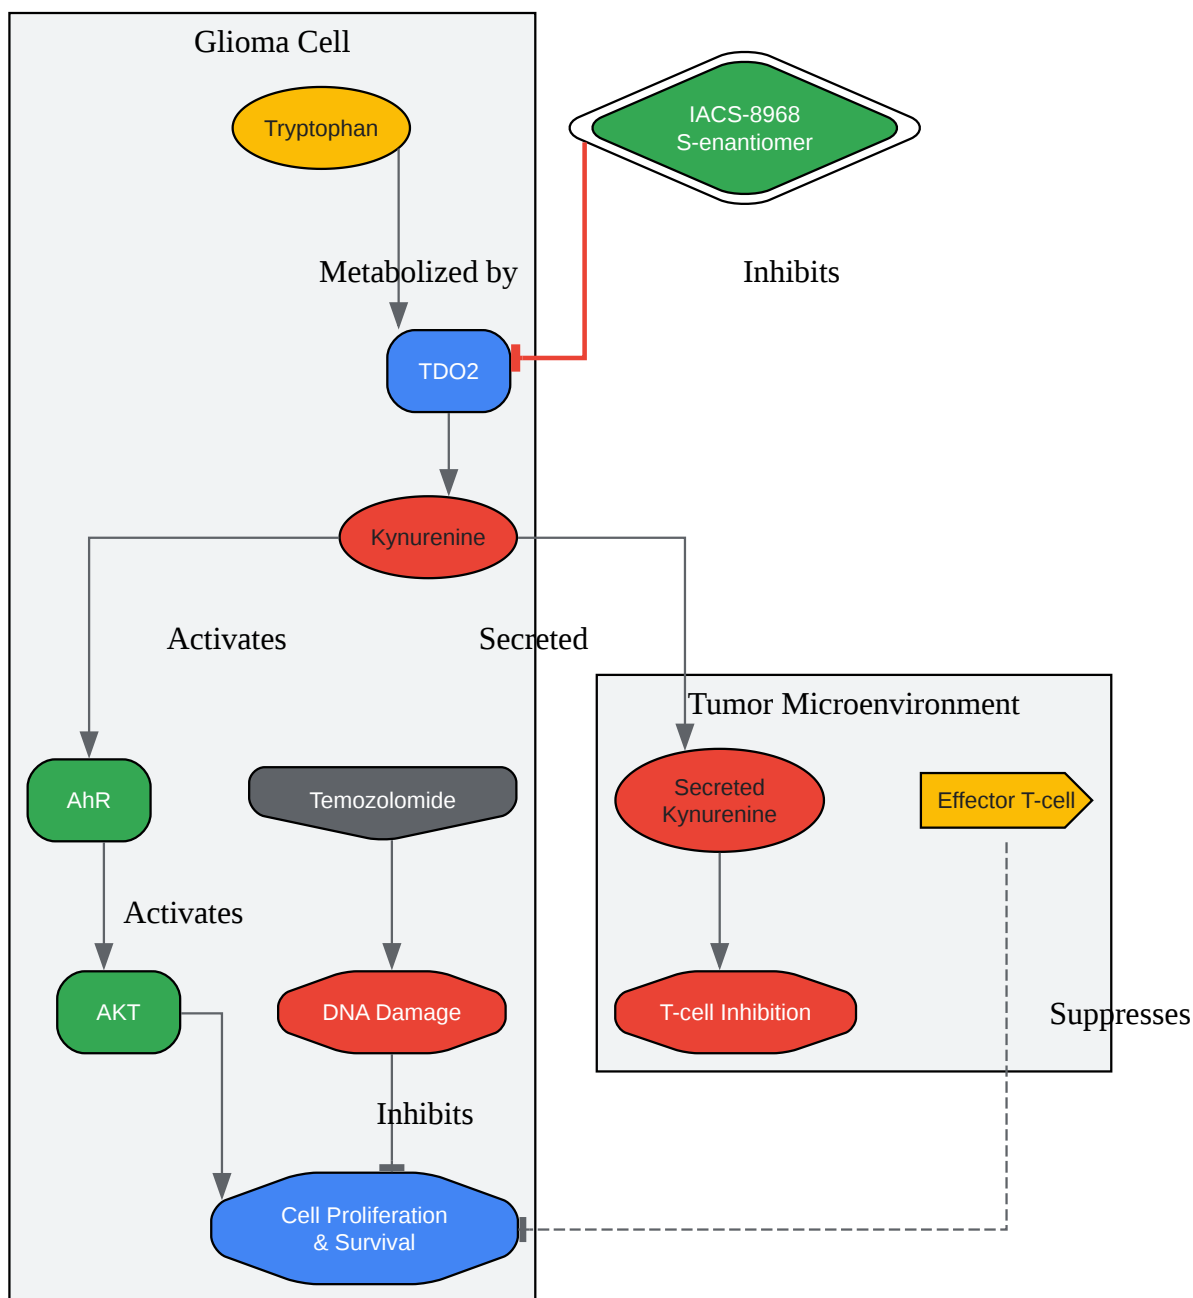 Glioma Cell
Tryptophan
IACS-8968
S-enantiomer
Metabolized by
Inhibits
TDO2
Kynurenine
Activates
Secreted
Tumor Microenvironment
AhR
Temozolomide
Secreted
Kynurenine
Effector T-cell
Activates
AKT
DNA Damage
T-cell Inhibition
Suppresses
Inhibits
Cell Proliferation
& Survival